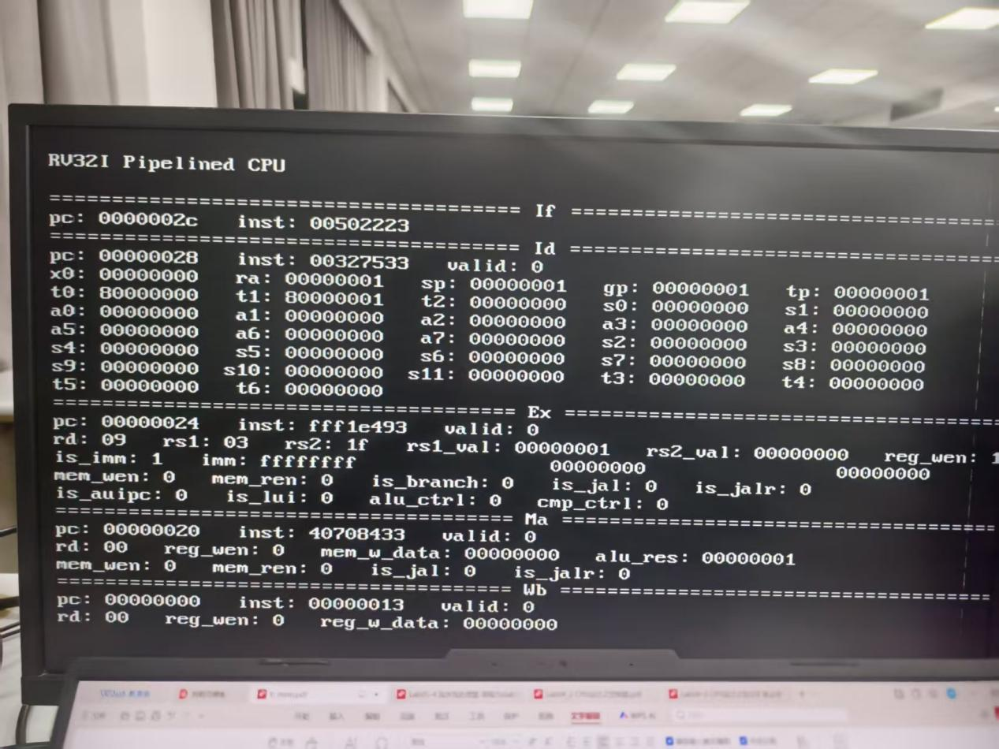 RV32I Pipelined CPU
===================================== If ===================================
pc: 0000002c inst: 00502223
===================================== Id ===================================
pc: 00000028 inst: 00327533 valid: 0
x0: 00000000 ra: 00000001 sp: 00000001 gp: 00000001 tp: 00000001
t0: 80000000 t1: 80000001 t2: 00000000 s0: 00000000 s1: 00000000
a0: 00000000 a1: 00000000 a2: 00000000 a3: 00000000 a4: 00000000
a5: 00000000 a6: 00000000 a7: 00000000 s2: 00000000 s3: 00000000
s4: 00000000 s5: 00000000 s6: 00000000 s7: 00000000 s8: 00000000
s9: 00000000 s10: 00000000 s11: 00000000 t3: 00000000 t4: 00000000
t5: 00000000 t6: 00000000
===================================== Ex ===================================
pc: 00000024 inst: fff1e493 valid: 0
rd: 09 rs1: 03 rs2: 1f rs1_val: 00000001 rs2_val: 00000000 reg_wen: 1
is_imm: 1 imm: ffffffff 00000000 00000000
mem_wen: 0 mem_ren: 0 is_branch: 0 is_jal: 0 is_jalr: 0
is_auipc: 0 is_lui: 0 alu_ctrl: 0 cmp_ctrl: 0
===================================== Ma ===================================
pc: 00000020 inst: 40708433 valid: 0
rd: 00 reg_wen: 0 mem_w_data: 00000000 alu_res: 00000001
mem_wen: 0 mem_ren: 0 is_jal: 0 is_jalr: 0
===================================== Wb ===================================
pc: 00000000 inst: 00000013 valid: 0
rd: 00 reg_wen: 0 reg_w_data: 00000000